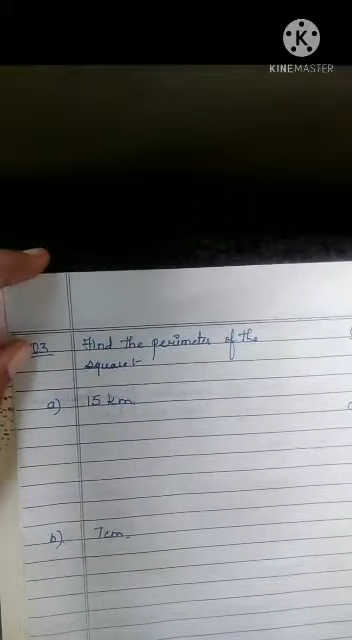 K
KINEMASTER
Q3 Find the perimeter of the
square:-
a) 15 km.
b) 7cm.